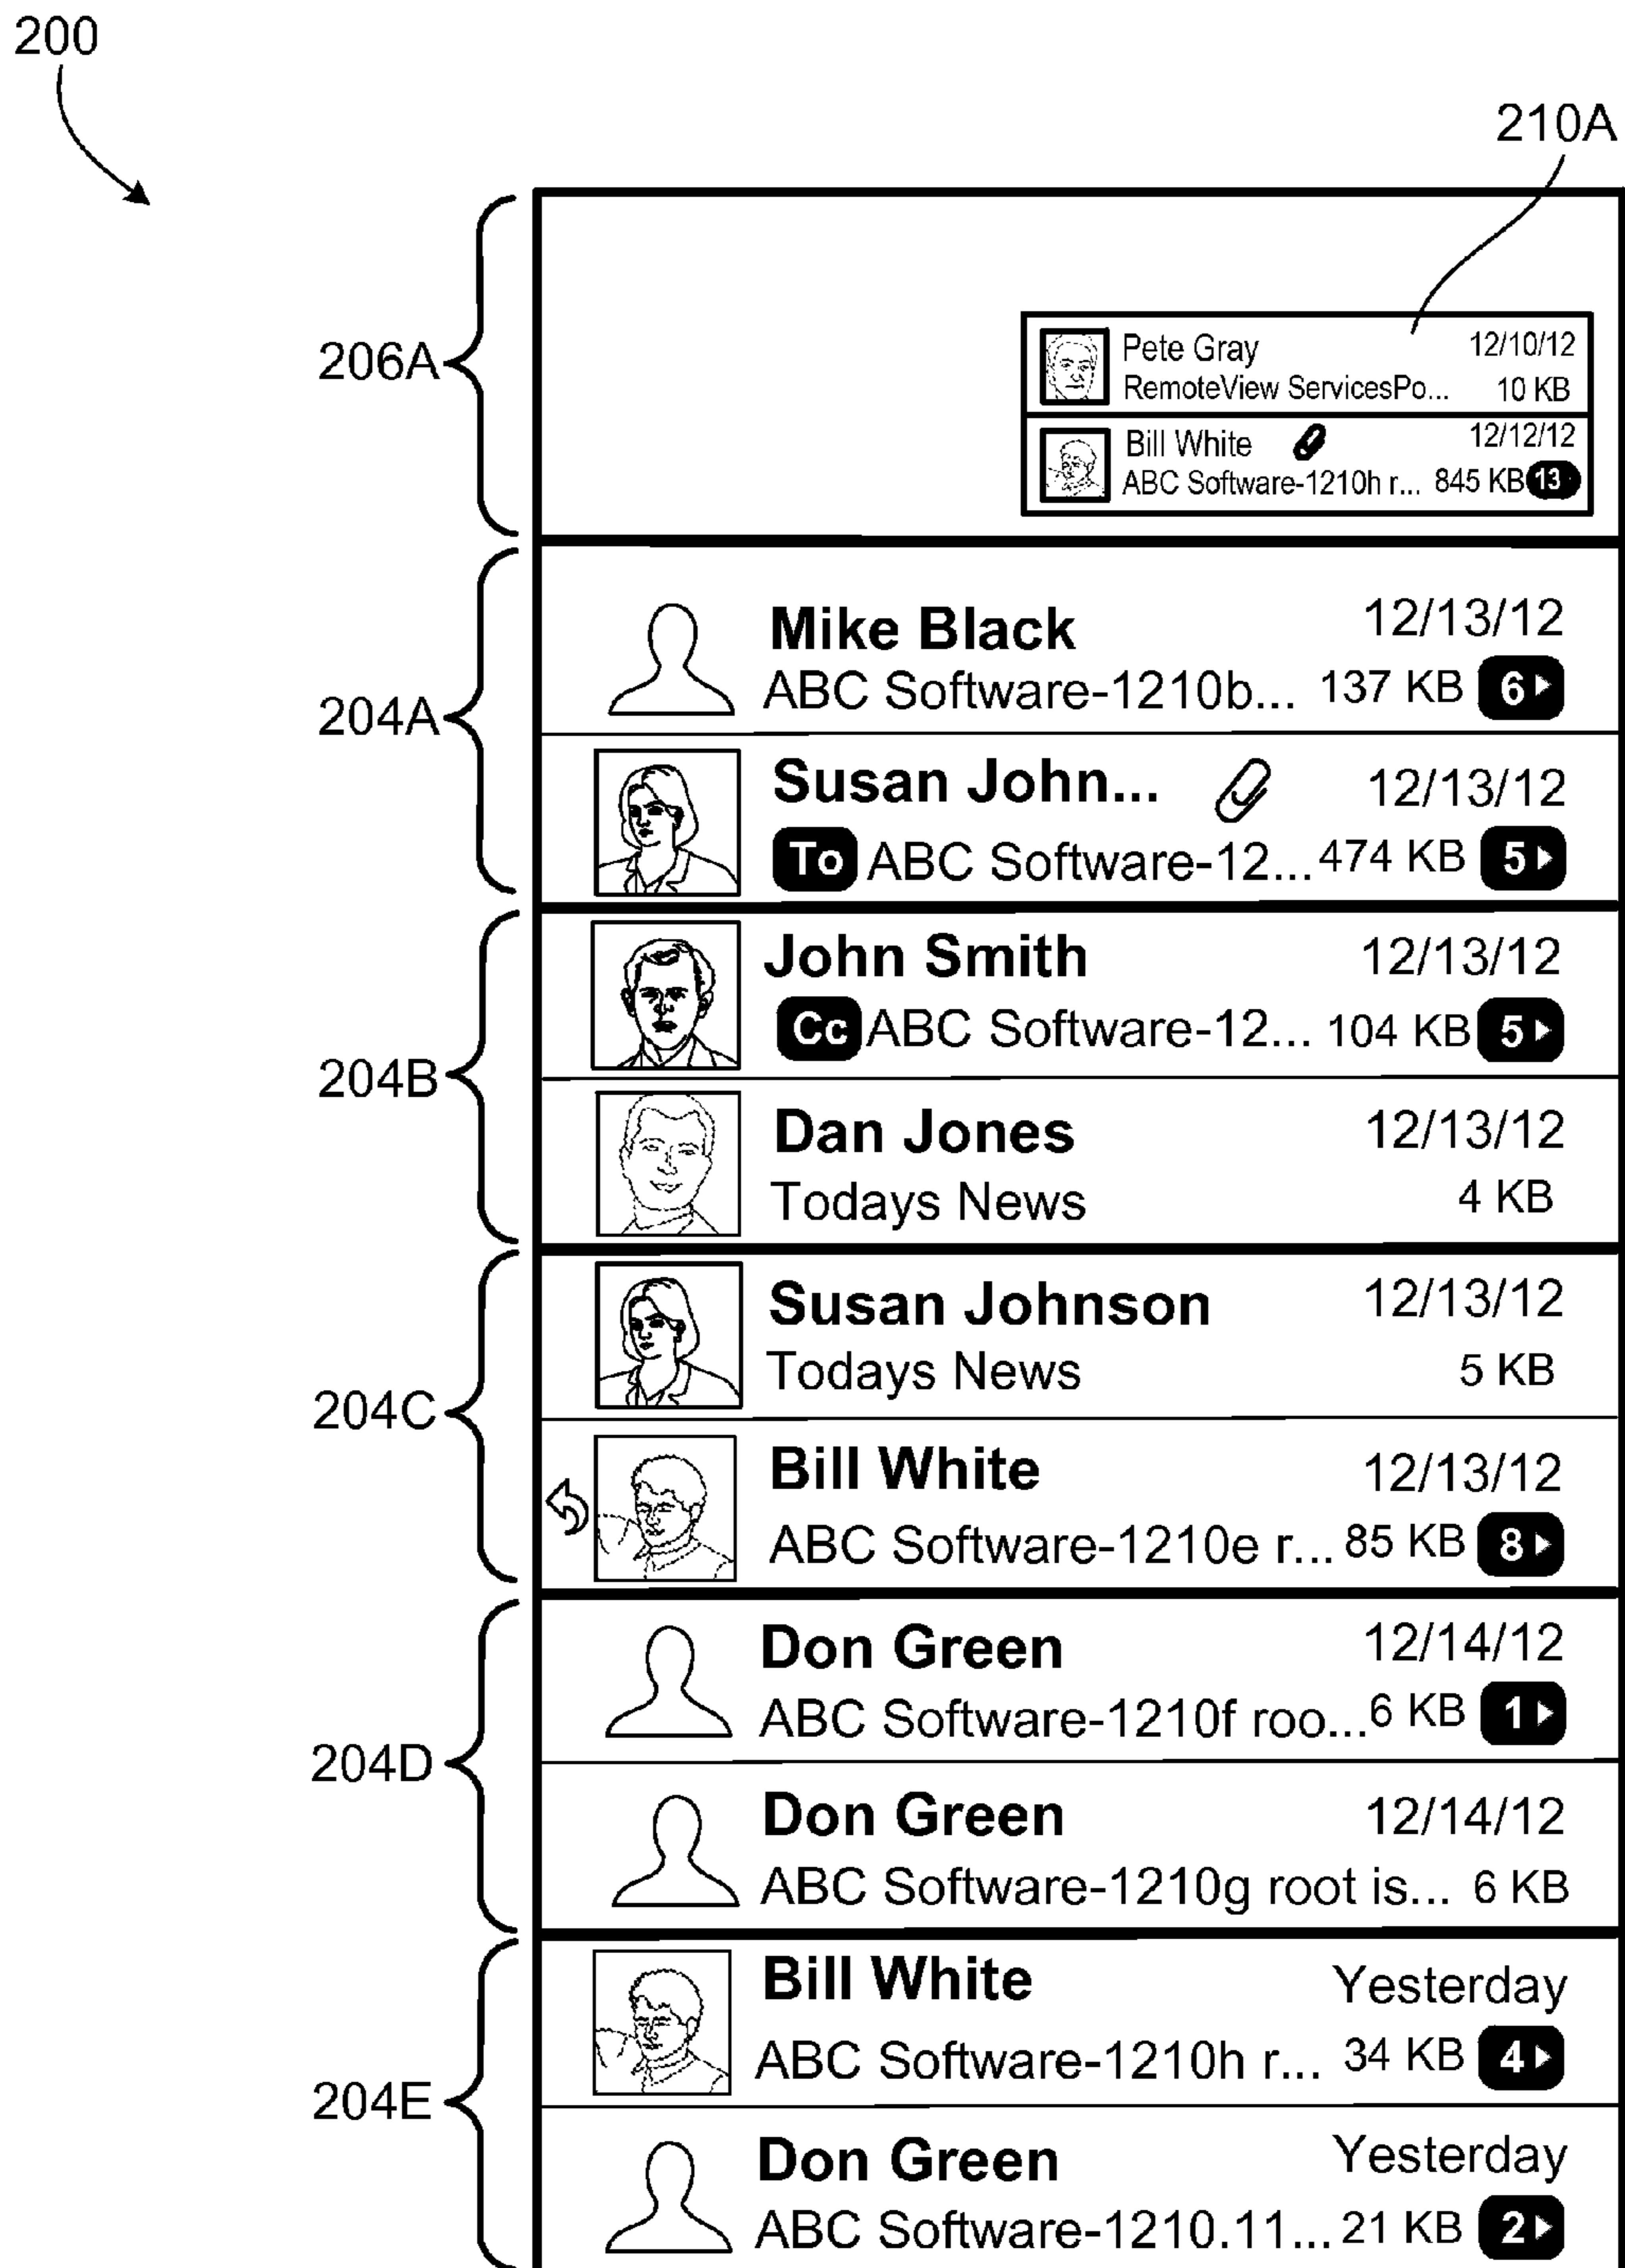 200
210A
206A
Pete Gray 12/10/12
RemoteView ServicesPo... 10 KB
Bill White 12/12/12
ABC Software-1210h r... 845 KB 13
204A
Mike Black 12/13/12
ABC Software-1210b... 137 KB 6
Susan John... 12/13/12
To ABC Software-12... 474 KB 5
204B
John Smith 12/13/12
Cc ABC Software-12... 104 KB 5
Dan Jones 12/13/12
Todays News 4 KB
204C
Susan Johnson 12/13/12
Todays News 5 KB
Bill White 12/13/12
ABC Software-1210e r... 85 KB 8
204D
Don Green 12/14/12
ABC Software-1210f roo... 6 KB 1
Don Green 12/14/12
ABC Software-1210g root is... 6 KB
204E
Bill White Yesterday
ABC Software-1210h r... 34 KB 4
Don Green Yesterday
ABC Software-1210.11... 21 KB 2